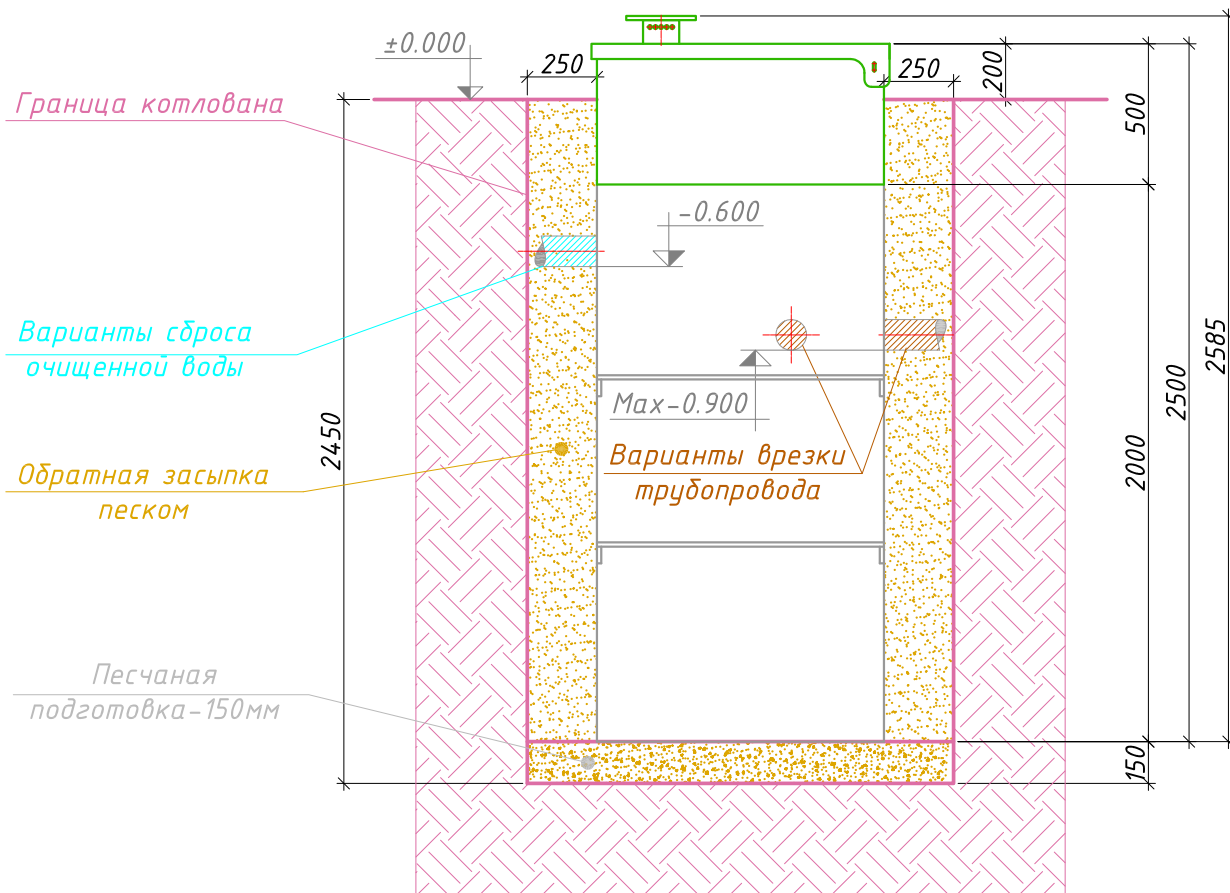 ±0.000
250
250
200
Граница котлована
500
-0.600
Варианты сброса
очищенной воды
2585
2500
Max-0.900
2450
2000
Варианты врезки
трубопровода
Обратная засыпка
песком
Песчаная
подготовка-150мм
150